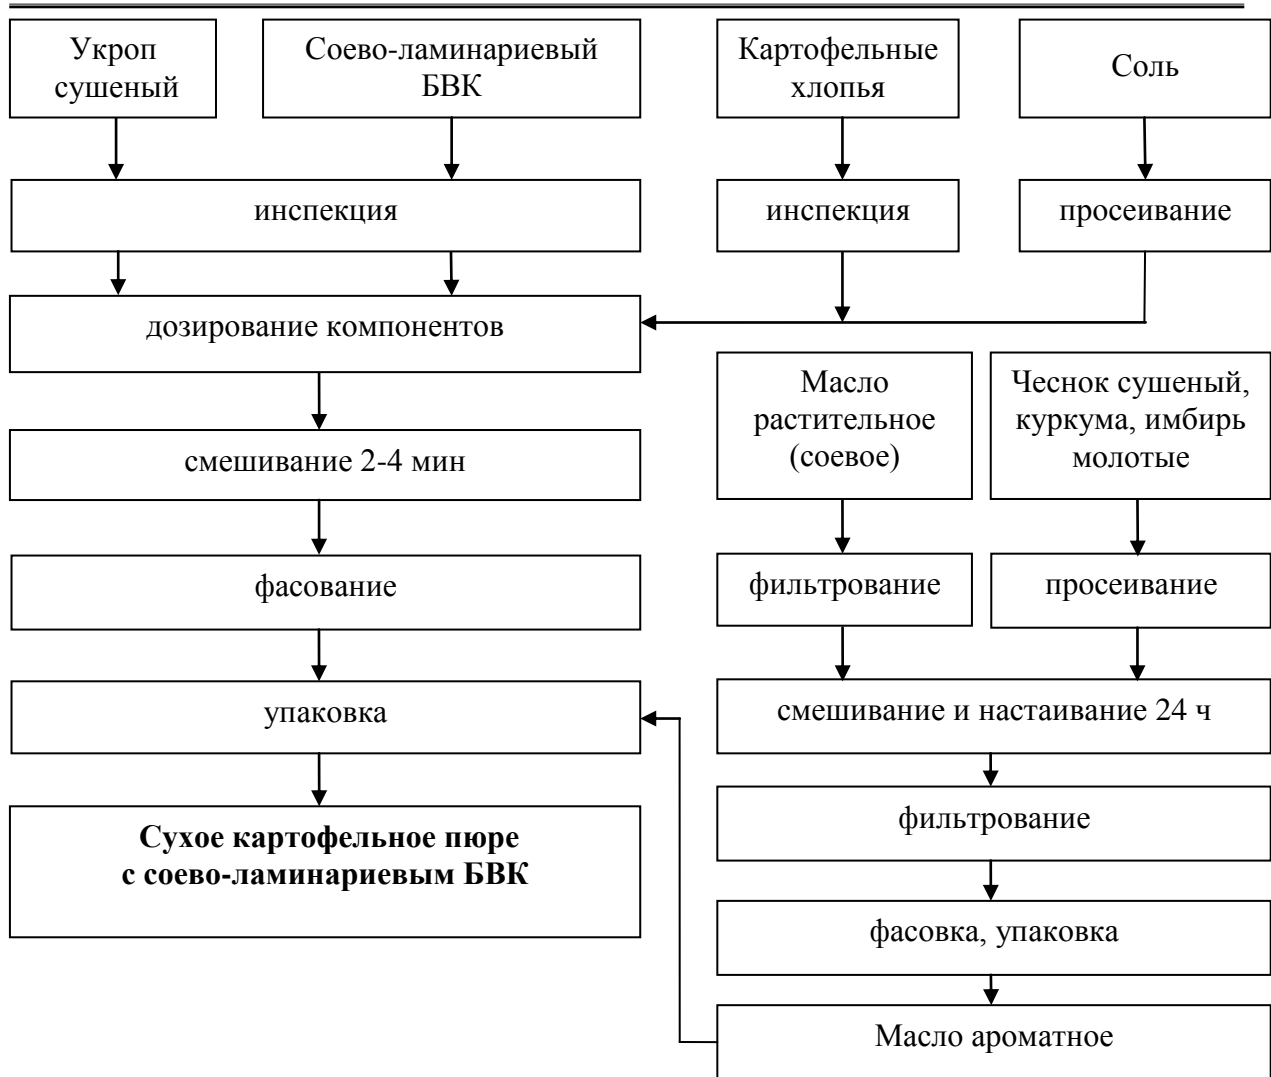 Укроп
сушеный
Соево-ламинариевый
БВК
Картофельные
хлопья
Соль
инспекция
инспекция
просеивание
дозирование компонентов
Масло
растительное
(соевое)
Чеснок сушеный,
куркума, имбирь
молотые
смешивание 2-4 мин
фасование
фильтрование
просеивание
упаковка
смешивание и настаивание 24 ч
Сухое картофельное пюре
с соево-ламинариевым БВК
фильтрование
фасовка, упаковка
Масло ароматное